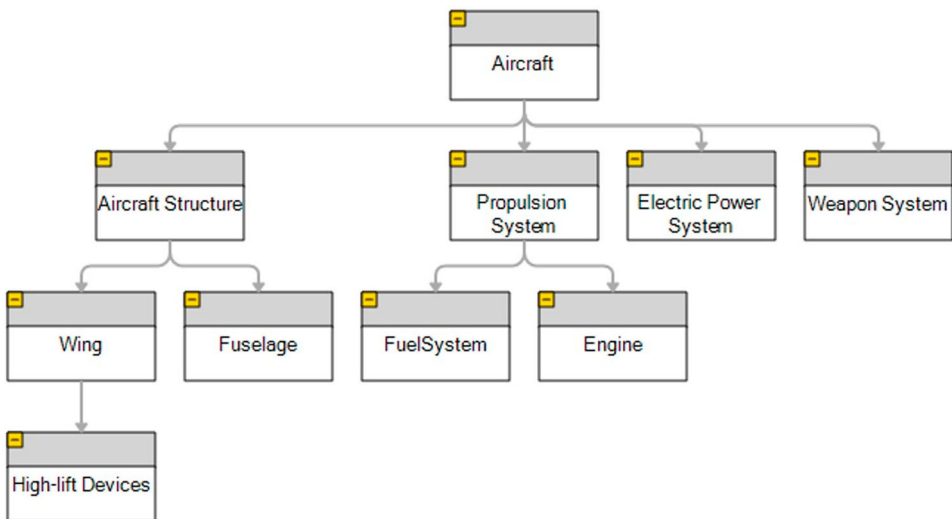 Aircraft
Aircraft Structure
Propulsion
System
Electric Power
System
Weapon System
Wing
Fuselage
FuelSystem
Engine
High-lift Devices